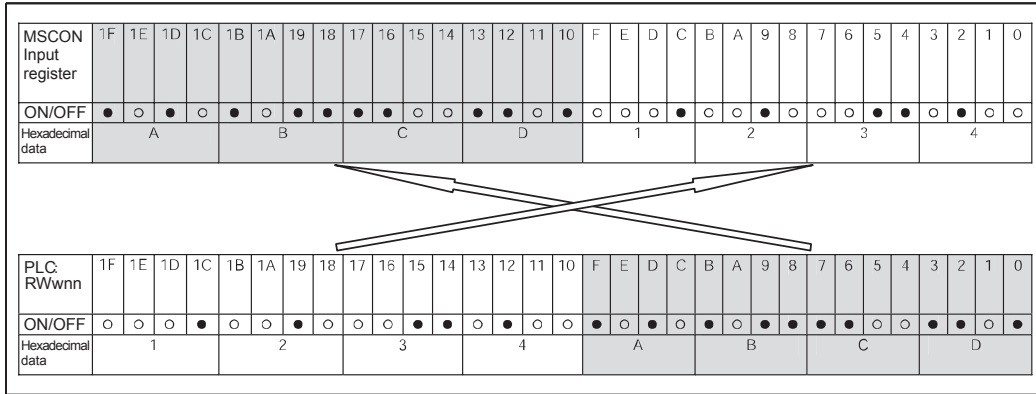 MSCON Input register 1F 1E 1D 1C 1B 1A 19 18 17 16 15 14 13 12 11 10 F E D C B A 9 8 7 6 5 4 3 2 1 0
ON/OFF ● ○ ● ○ ● ○ ● ● ● ● ○ ○ ● ● ○ ● ○ ○ ○ ● ○ ○ ● ○ ○ ○ ● ● ○ ● ○ ○
Hexadecimal data A B C D 1 2 3 4
PLC: RWwnn 1F 1E 1D 1C 1B 1A 19 18 17 16 15 14 13 12 11 10 F E D C B A 9 8 7 6 5 4 3 2 1 0
ON/OFF ○ ○ ○ ● ○ ○ ● ○ ○ ○ ● ● ○ ● ○ ○ ● ○ ● ○ ● ○ ● ● ● ● ○ ○ ● ● ○ ●
Hexadecimal data 1 2 3 4 A B C D